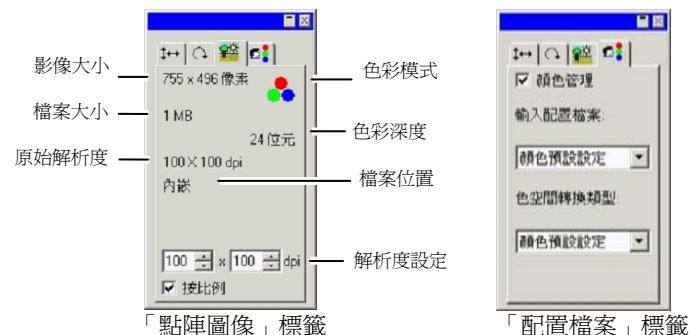 影像大小
檔案大小
原始解析度
755 x 496 像素
1 MB
24位元
100×100 dpi
內嵌
100 x 100 dpi
按比例
色彩模式
色彩深度
檔案位置
解析度設定
「點陣圖像」標籤
顏色管理
輸入配置檔案:
顏色預設設定
色空間轉換類型:
顏色預設設定
「配置檔案」標籤